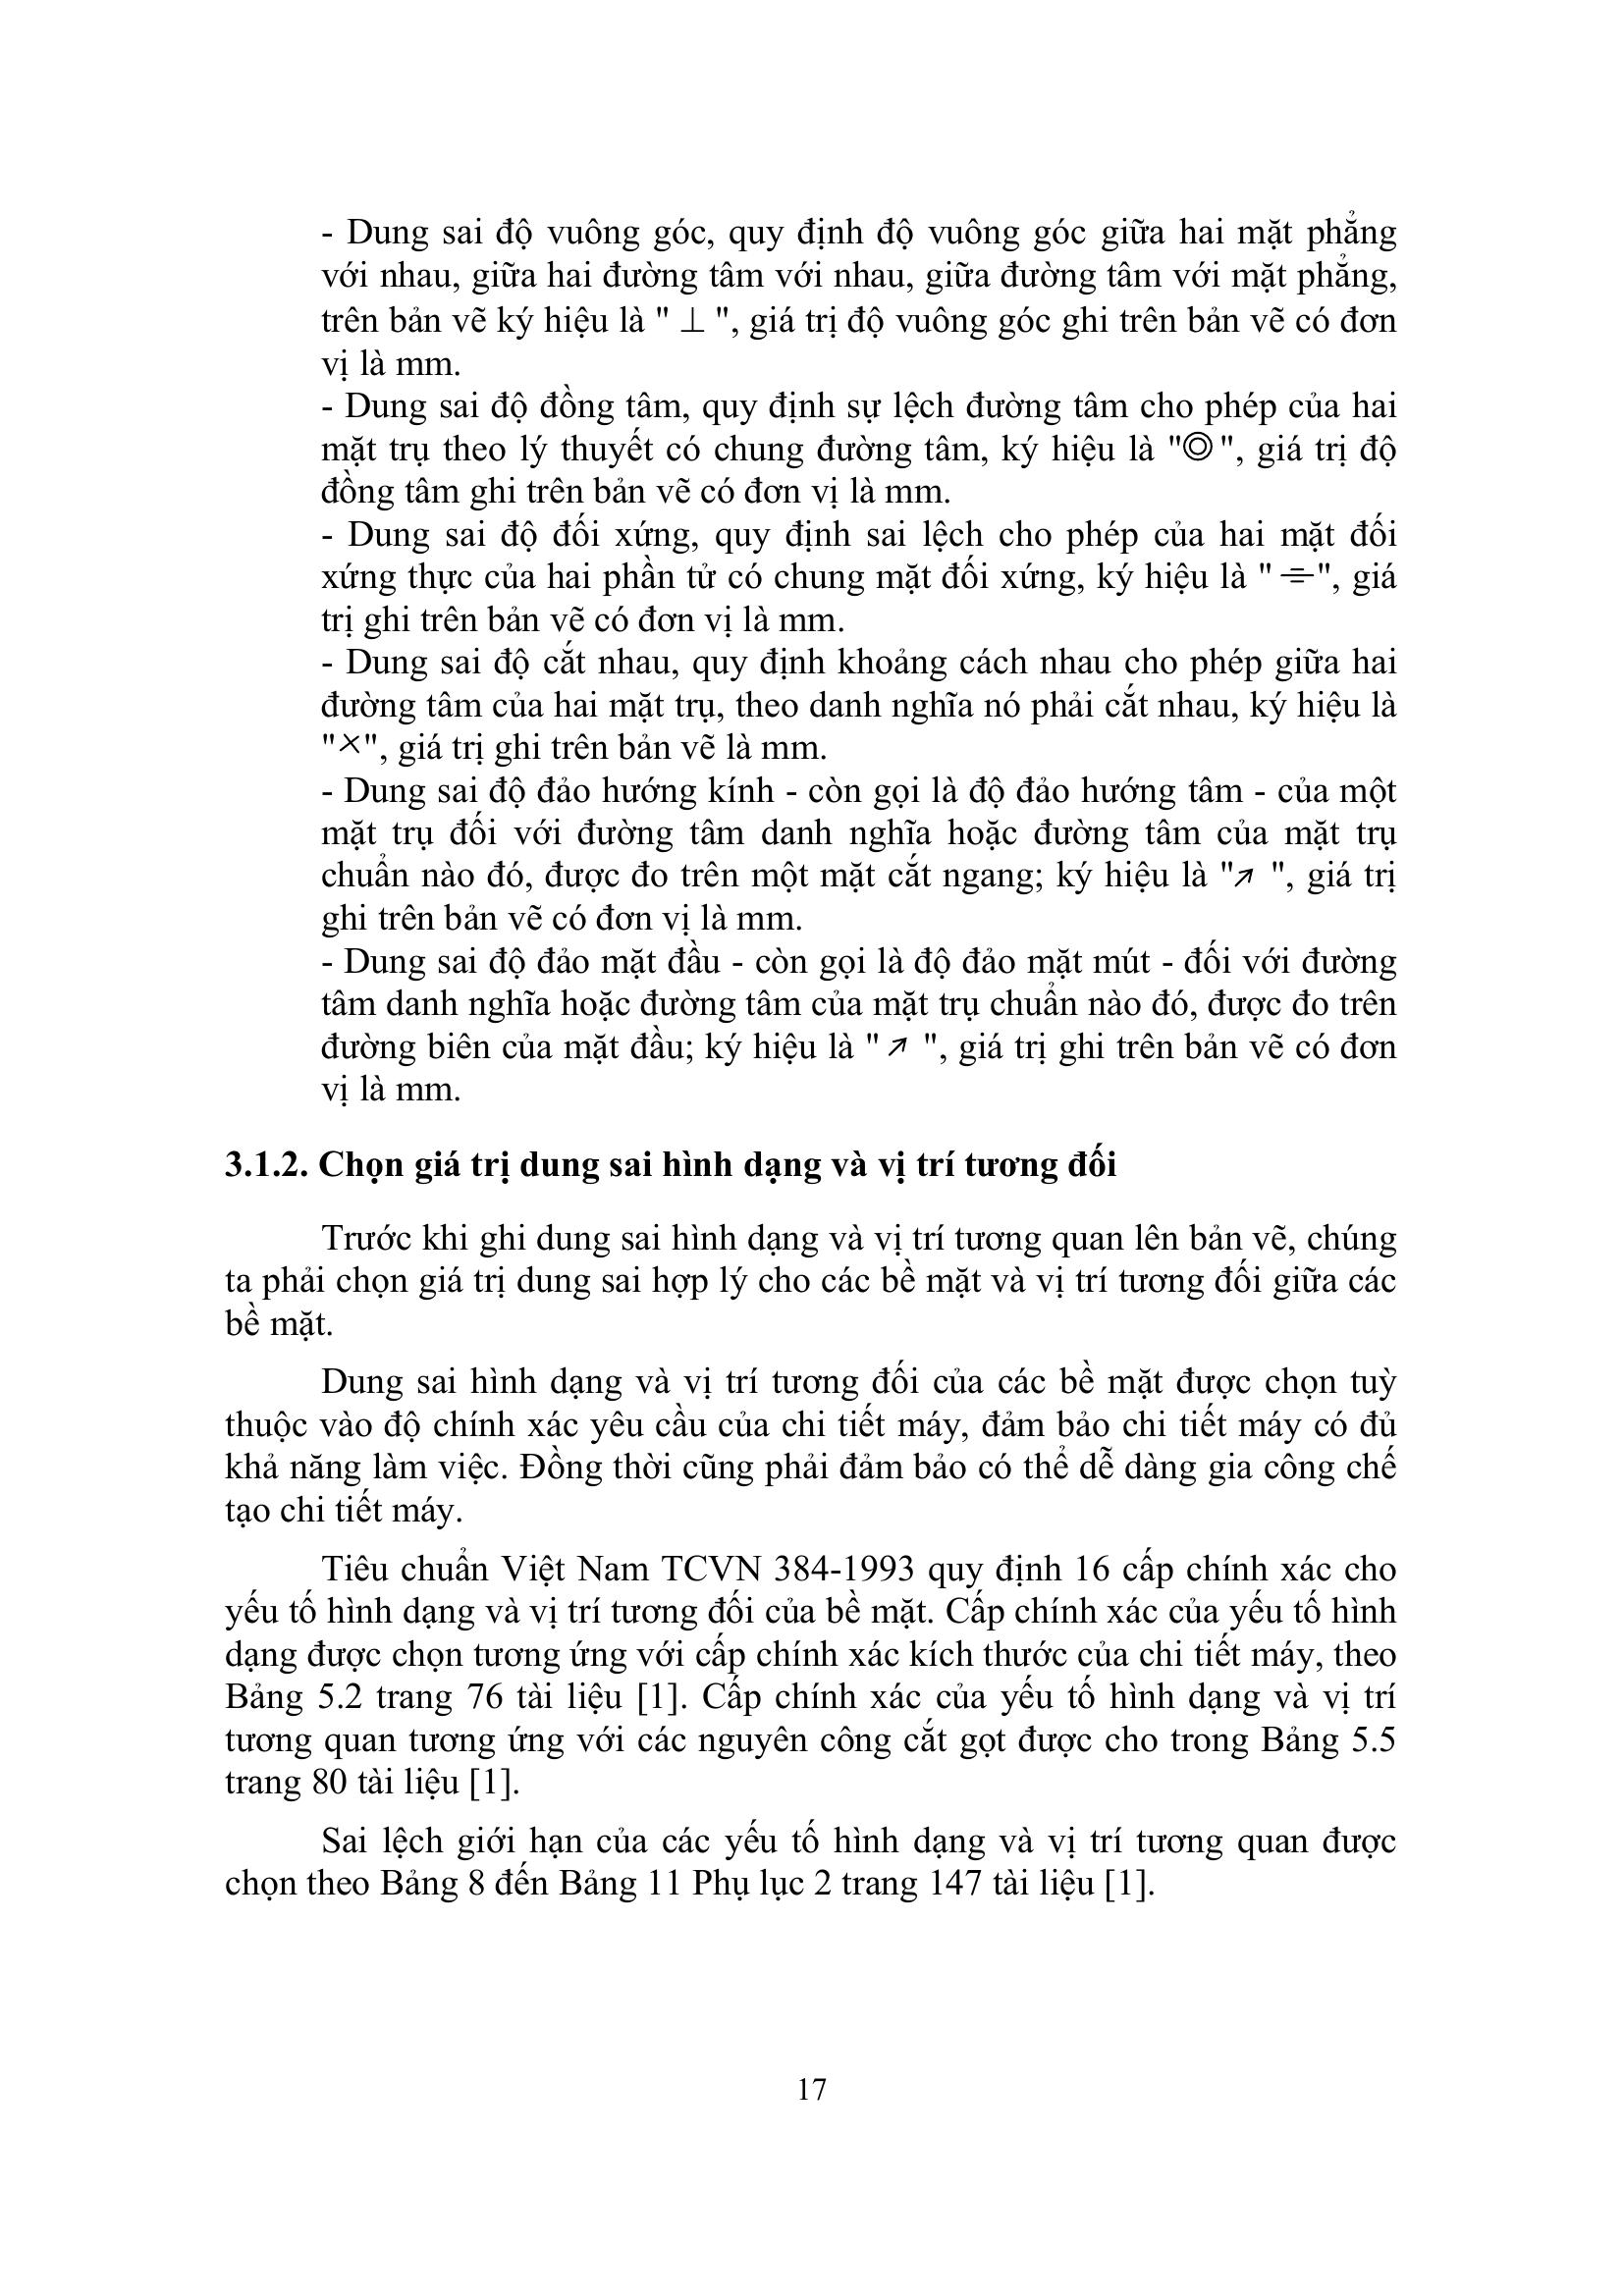 - Dung sai độ vuông góc, quy định độ vuông góc giữa hai mặt phẳng
với nhau, giữa hai đường tâm với nhau, giữa đường tâm với mặt phẳng,
trên bản vẽ ký hiệu là " ⊥ ", giá trị độ vuông góc ghi trên bản vẽ có đơn
vị là mm.
- Dung sai độ đồng tâm, quy định sự lệch đường tâm cho phép của hai
mặt trụ theo lý thuyết có chung đường tâm, ký hiệu là "◎ ", giá trị độ
đồng tâm ghi trên bản vẽ có đơn vị là mm.
- Dung sai độ đối xứng, quy định sai lệch cho phép của hai mặt đối
xứng thực của hai phần tử có chung mặt đối xứng, ký hiệu là " ⌯", giá
trị ghi trên bản vẽ có đơn vị là mm.
- Dung sai độ cắt nhau, quy định khoảng cách nhau cho phép giữa hai
đường tâm của hai mặt trụ, theo danh nghĩa nó phải cắt nhau, ký hiệu là
"×", giá trị ghi trên bản vẽ là mm.
- Dung sai độ đảo hướng kính - còn gọi là độ đảo hướng tâm - của một
mặt trụ đối với đường tâm danh nghĩa hoặc đường tâm của mặt trụ
chuẩn nào đó, được đo trên một mặt cắt ngang; ký hiệu là "↗ ", giá trị
ghi trên bản vẽ có đơn vị là mm.
- Dung sai độ đảo mặt đầu - còn gọi là độ đảo mặt mút - đối với đường
tâm danh nghĩa hoặc đường tâm của mặt trụ chuẩn nào đó, được đo trên
đường biên của mặt đầu; ký hiệu là " ↗ ", giá trị ghi trên bản vẽ có đơn
vị là mm.
3.1.2. Chọn giá trị dung sai hình dạng và vị trí tương đối
Trước khi ghi dung sai hình dạng và vị trí tương quan lên bản vẽ, chúng
ta phải chọn giá trị dung sai hợp lý cho các bề mặt và vị trí tương đối giữa các
bề mặt.
Dung sai hình dạng và vị trí tương đối của các bề mặt được chọn tuỳ
thuộc vào độ chính xác yêu cầu của chi tiết máy, đảm bảo chi tiết máy có đủ
khả năng làm việc. Đồng thời cũng phải đảm bảo có thể dễ dàng gia công chế
tạo chi tiết máy.
Tiêu chuẩn Việt Nam TCVN 384-1993 quy định 16 cấp chính xác cho
yếu tố hình dạng và vị trí tương đối của bề mặt. Cấp chính xác của yếu tố hình
dạng được chọn tương ứng với cấp chính xác kích thước của chi tiết máy, theo
Bảng 5.2 trang 76 tài liệu [1]. Cấp chính xác của yếu tố hình dạng và vị trí
tương quan tương ứng với các nguyên công cắt gọt được cho trong Bảng 5.5
trang 80 tài liệu [1].
Sai lệch giới hạn của các yếu tố hình dạng và vị trí tương quan được
chọn theo Bảng 8 đến Bảng 11 Phụ lục 2 trang 147 tài liệu [1].
17